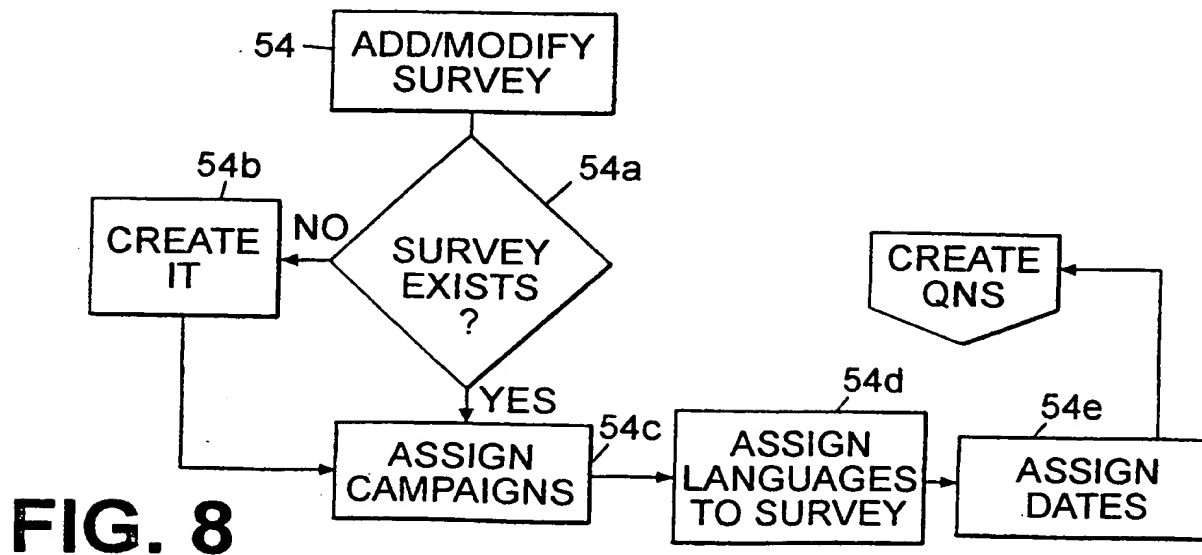 54
ADD/MODIFY
SURVEY
54a
SURVEY
EXISTS
?
NO
54b
CREATE
IT
YES
54c
ASSIGN
CAMPAIGNS
54d
ASSIGN
LANGUAGES
TO SURVEY
54e
ASSIGN
DATES
CREATE
QNS
FIG. 8